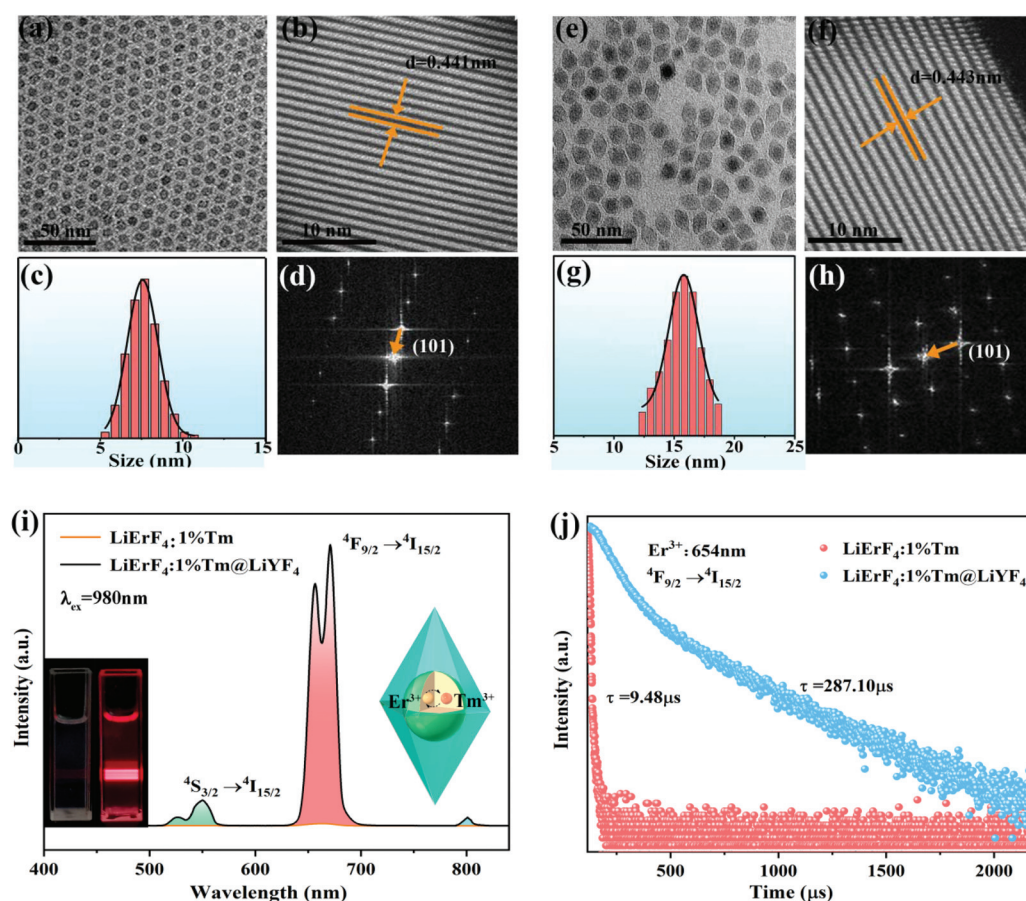 (a)
50 nm
(b)
d=0.441nm
10 nm
(e)
50 nm
(f)
d=0.443nm
10 nm
(c)
0 5 10 15
Size (nm)
(d)
(101)
(g)
5 10 15 20 25
Size (nm)
(h)
(101)
(i)
LiErF₄:1%Tm
LiErF₄:1%Tm@LiYF₄
λₑₓ=980nm
⁴F₉/₂→⁴I₁₅/₂
Er³⁺ Tm³⁺
⁴S₃/₂→⁴I₁₅/₂
Intensity (a.u.)
400 500 600 700 800
Wavelength (nm)
(j)
Er³⁺:654nm
⁴F₉/₂→⁴I₁₅/₂
LiErF₄:1%Tm
LiErF₄:1%Tm@LiYF₄
τ=9.48μs
τ=287.10μs
Intensity (a.u.)
500 1000 1500 2000
Time (μs)